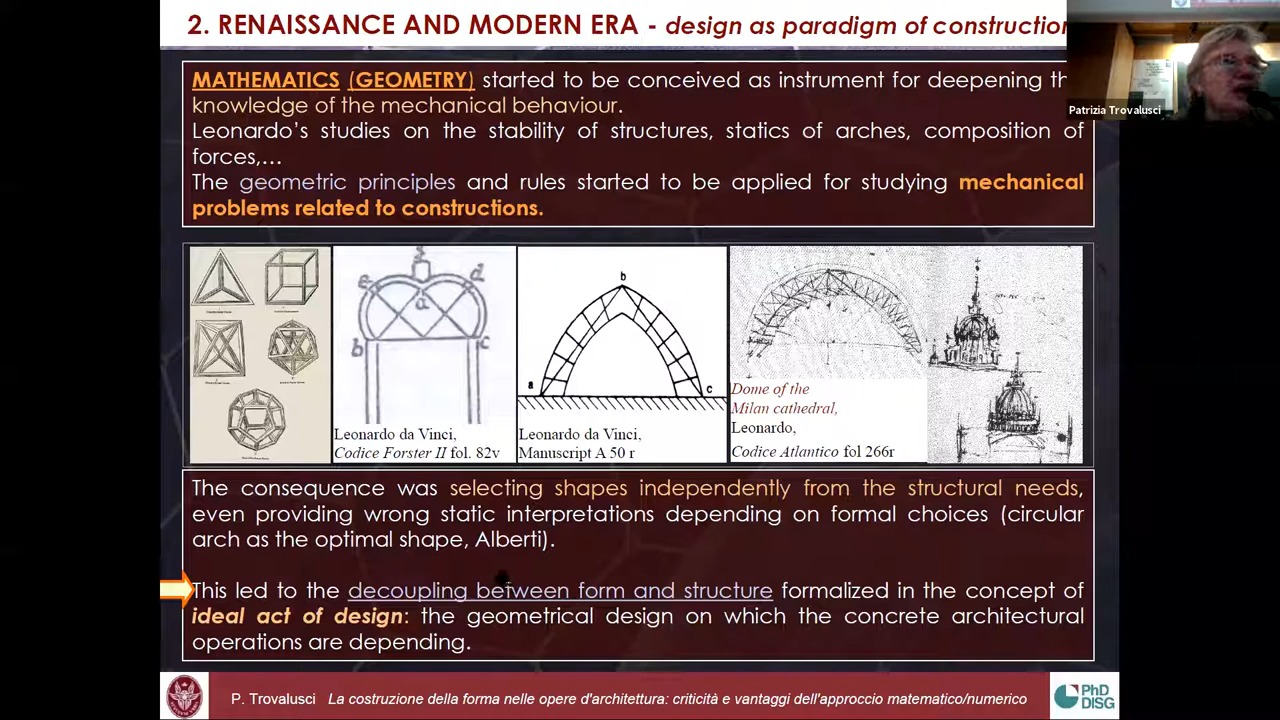 2. RENAISSANCE AND MODERN ERA - design as paradigm of construction
Patrizia Trovalusci
MATHEMATICS (GEOMETRY) started to be conceived as instrument for deepening th
knowledge of the mechanical behaviour.
Leonardo’s studies on the stability of structures, statics of arches, composition of
forces,…
The geometric principles and rules started to be applied for studying mechanical
problems related to constructions.
a
b
c
d
a
b
c
Leonardo da Vinci,
Codice Forster II fol. 82v
Leonardo da Vinci,
Manuscript A 50 r
Dome of the
Milan cathedral,
Leonardo,
Codice Atlantico fol 266r
The consequence was selecting shapes independently from the structural needs,
even providing wrong static interpretations depending on formal choices (circular
arch as the optimal shape, Alberti).
This led to the decoupling between form and structure formalized in the concept of
ideal act of design: the geometrical design on which the concrete architectural
operations are depending.
P. Trovalusci La costruzione della forma nelle opere d'architettura: criticità e vantaggi dell'approccio matematico/numerico
PhD
DISG